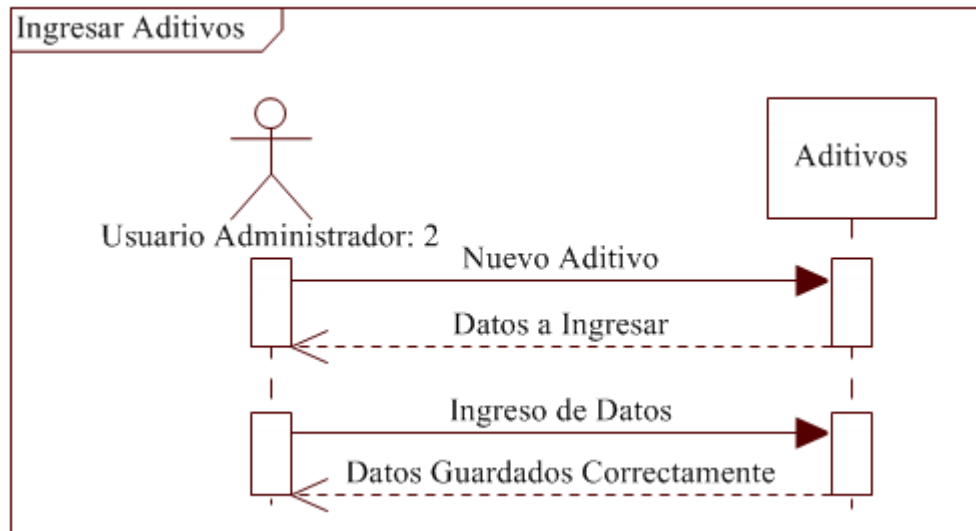 Ingresar Aditivos
Aditivos
Usuario Administrador: 2
Nuevo Aditivo
Datos a Ingresar
Ingreso de Datos
Datos Guardados Correctamente